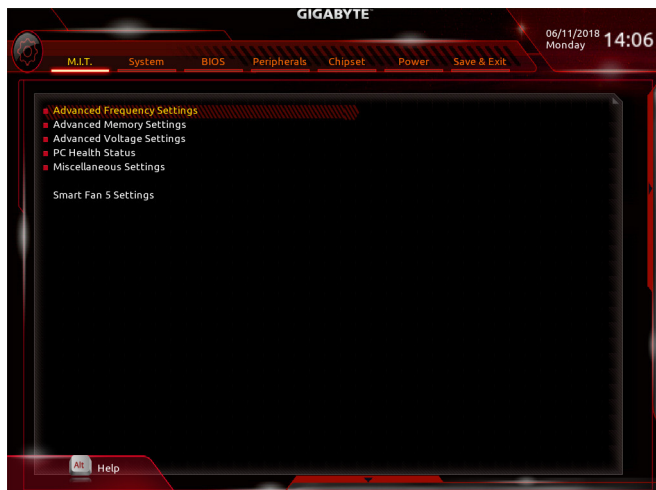 GIGABYTE™
06/11/2018 14:06
Monday
M.I.T. System BIOS Peripherals Chipset Power Save & Exit
Advanced Frequency Settings
Advanced Memory Settings
Advanced Voltage Settings
PC Health Status
Miscellaneous Settings
Smart Fan 5 Settings
Alt Help